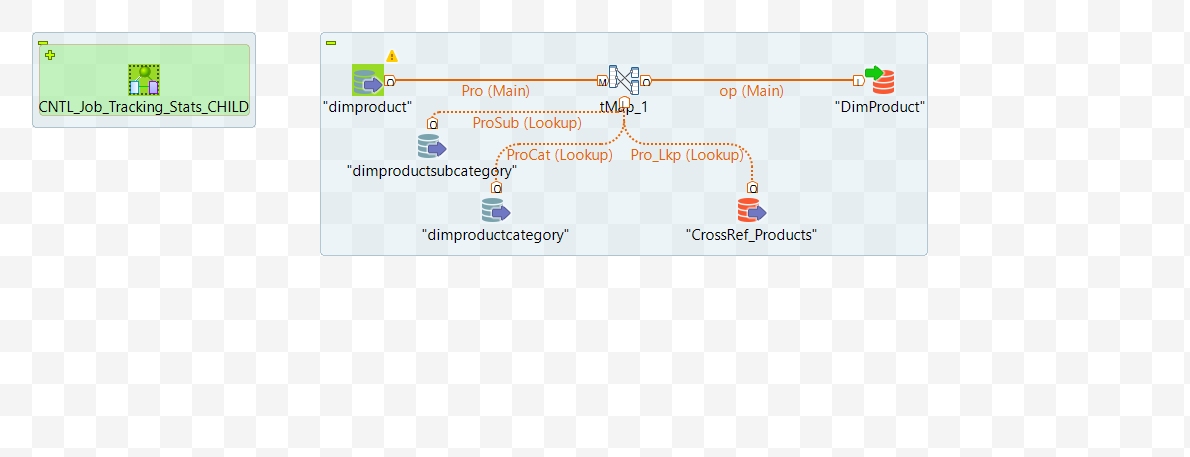 CNTL_Job_Tracking_Stats_CHILD
"dimproduct"
O
Pro (Main)
M
O
tMap_1
L
op (Main)
I
"DimProduct"
ProSub (Lookup)
O
"dimproductsubcategory"
ProCat (Lookup)
Pro_Lkp (Lookup)
O
"dimproductcategory"
O
"CrossRef_Products"